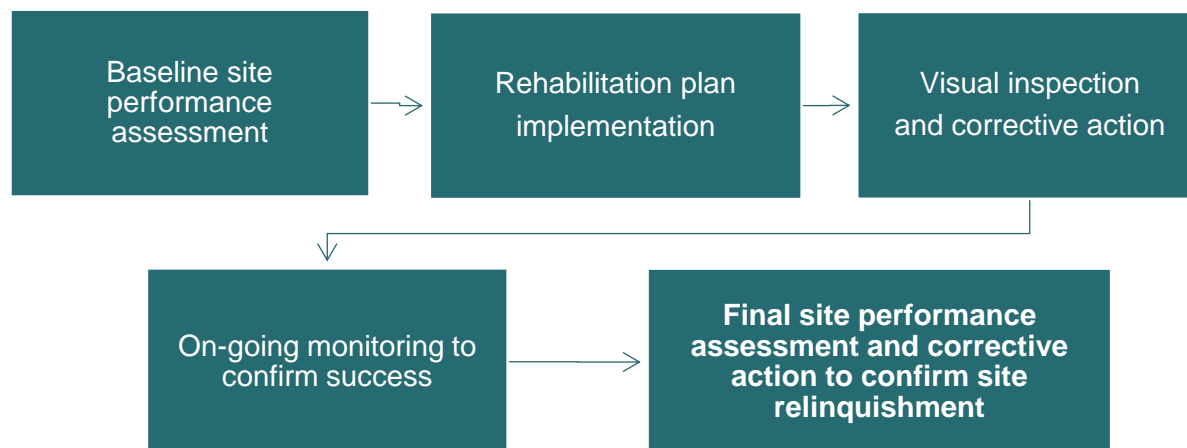 Baseline site
performance
assessment
Rehabilitation plan
implementation
Visual inspection
and corrective action
On-going monitoring to
confirm success
Final site performance
assessment and corrective
action to confirm site
relinquishment